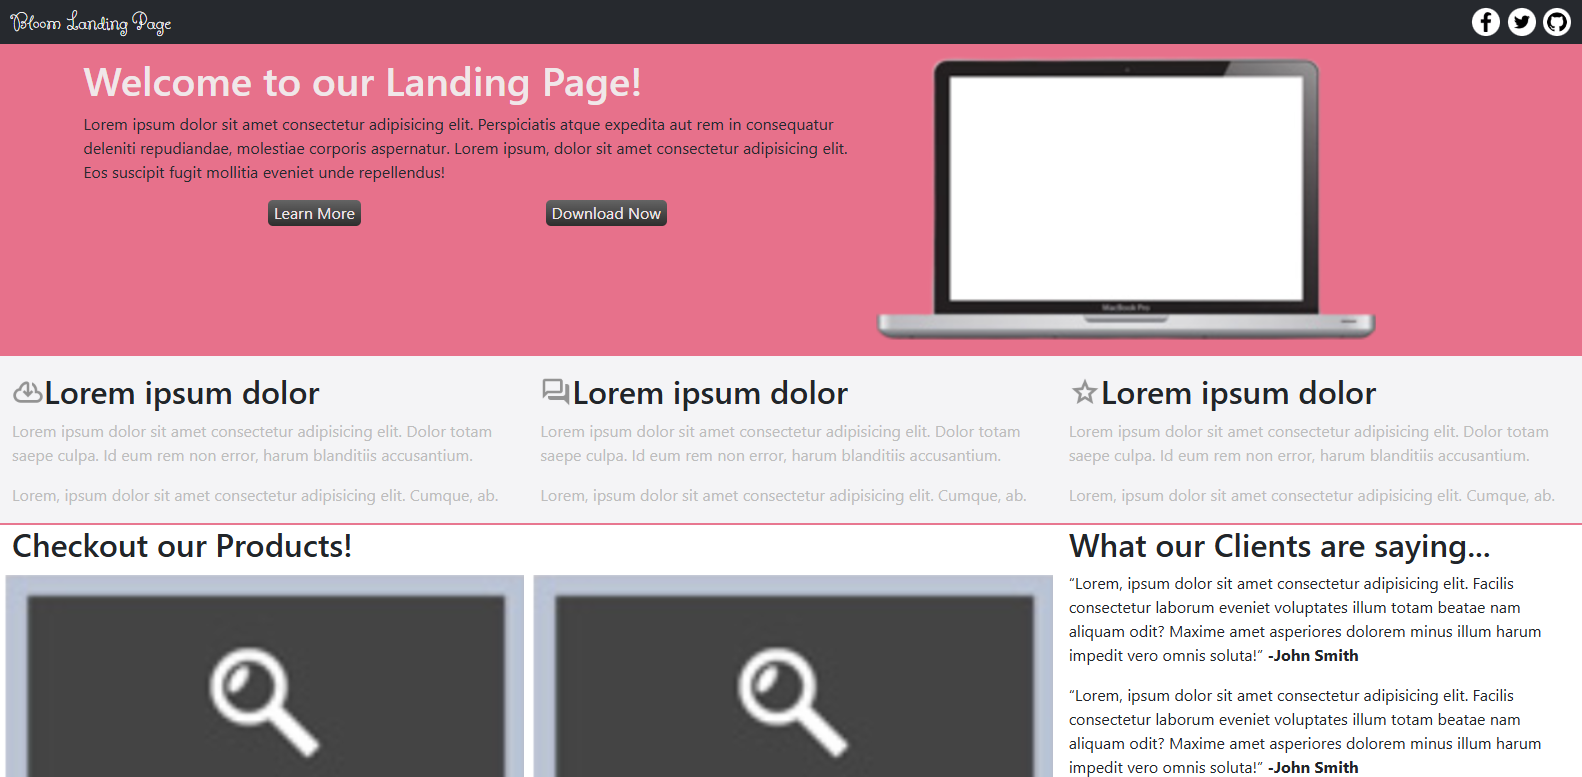 Bloom Landing Page
Welcome to our Landing Page!
Lorem ipsum dolor sit amet consectetur adipisicing elit. Perspiciatis atque expedita aut rem in consequatur
deleniti repudiandae, molestiae corporis aspernatur. Lorem ipsum, dolor sit amet consectetur adipisicing elit.
Eos suscipit fugit mollitia eveniet unde repellendus!
Learn More
Download Now
MacBook Pro
Lorem ipsum dolor
Lorem ipsum dolor sit amet consectetur adipisicing elit. Dolor totam
saepe culpa. Id eum rem non error, harum blanditiis accusantium.
Lorem, ipsum dolor sit amet consectetur adipisicing elit. Cumque, ab.
Lorem ipsum dolor
Lorem ipsum dolor sit amet consectetur adipisicing elit. Dolor totam
saepe culpa. Id eum rem non error, harum blanditiis accusantium.
Lorem, ipsum dolor sit amet consectetur adipisicing elit. Cumque, ab.
Lorem ipsum dolor
Lorem ipsum dolor sit amet consectetur adipisicing elit. Dolor totam
saepe culpa. Id eum rem non error, harum blanditiis accusantium.
Lorem, ipsum dolor sit amet consectetur adipisicing elit. Cumque, ab.
Checkout our Products!
What our Clients are saying...
“Lorem, ipsum dolor sit amet consectetur adipisicing elit. Facilis
consectetur laborum eveniet voluptates illum totam beatae nam
aliquam odit? Maxime amet asperiores dolorem minus illum harum
impedit vero omnis soluta!” -John Smith
“Lorem, ipsum dolor sit amet consectetur adipisicing elit. Facilis
consectetur laborum eveniet voluptates illum totam beatae nam
aliquam odit? Maxime amet asperiores dolorem minus illum harum
impedit vero omnis soluta!” -John Smith